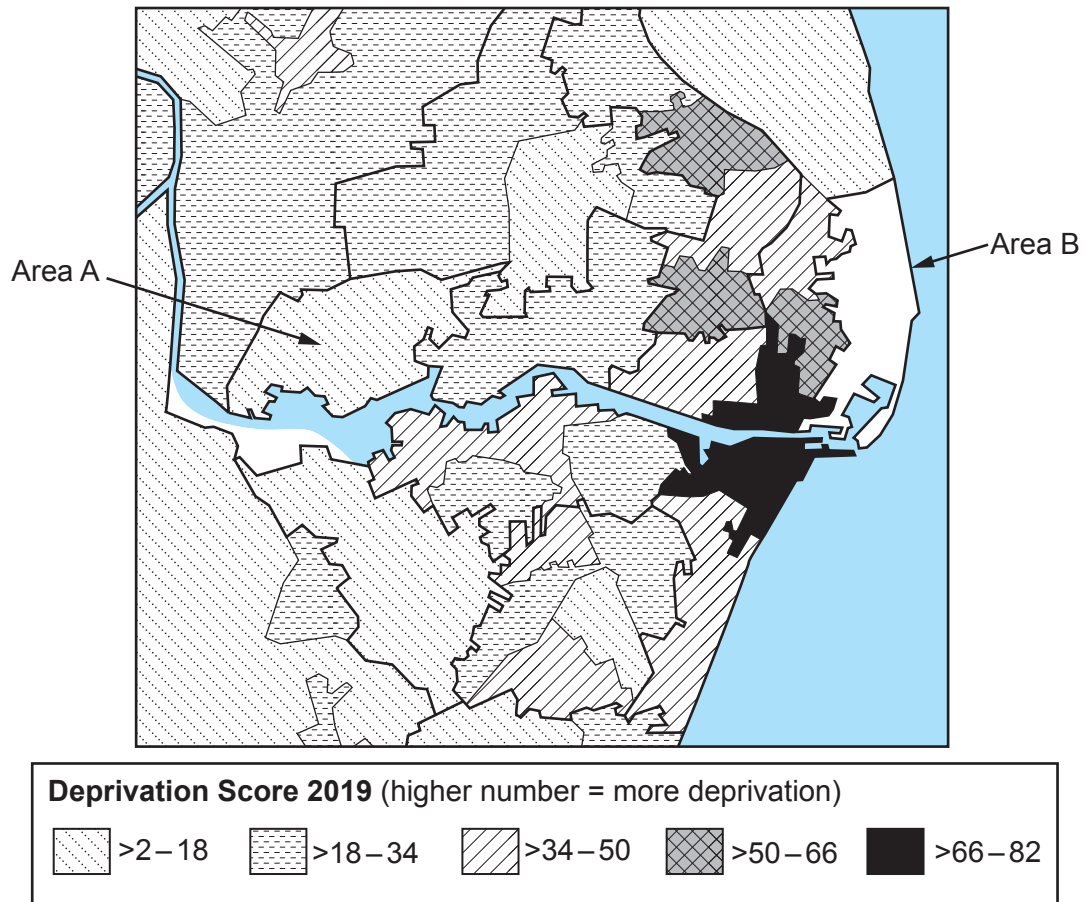 Area A
Area B
Deprivation Score 2019 (higher number = more deprivation)
>2–18 >18–34 >34–50 >50–66 >66–82